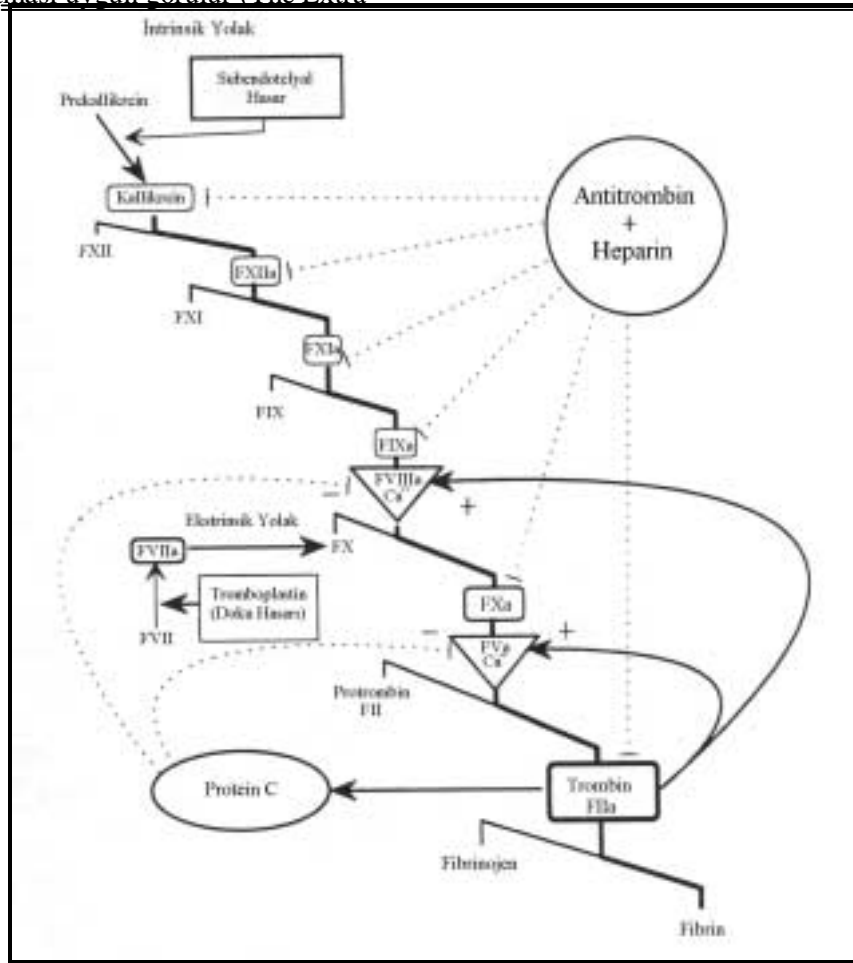 İntrinsik Yolak
Subendotelyal
Hasar
Prekallikrein
Kallikrein
Antitrombin
+
Heparin
FXII
FXIIa
FXI
FXIa
FIX
FIXa
FVIIIa
Ca
+
Ekstrinsik Yolak
FVIIa
FX
Tromboplastin
(Doku Hasarı)
FVII
FXa
+
FVa
Ca
Protrombin
FII
Protein C
Trombin
FIIa
Fibrinojen
Fibrin